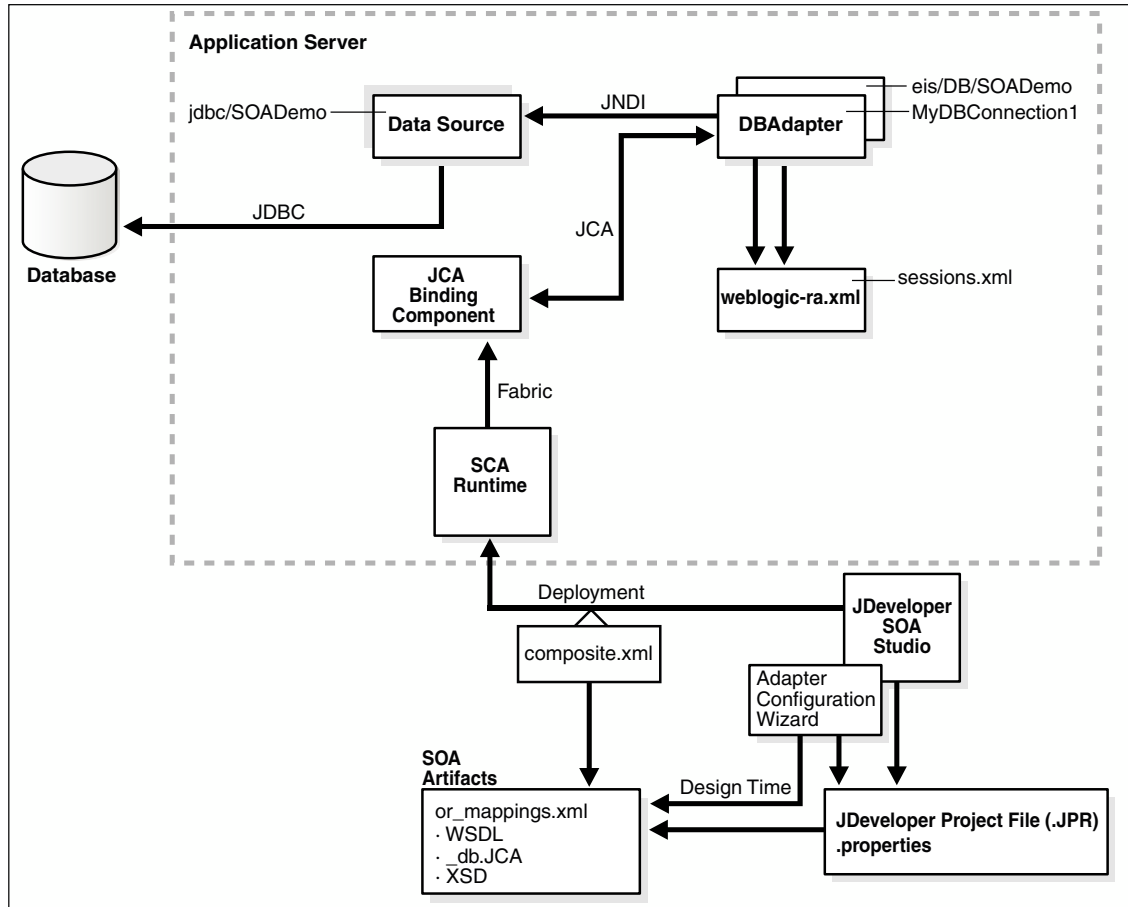 Application Server
jdbc/SOADemo
Data Source
JNDI
DBAdapter
eis/DB/SOADemo
MyDBConnection1
JDBC
Database
JCA
JCA
Binding
Component
weblogic-ra.xml
sessions.xml
Fabric
SCA
Runtime
Deployment
composite.xml
JDeveloper
SOA
Studio
Adapter
Configuration
Wizard
SOA
Artifacts
Design Time
or_mappings.xml
· WSDL
· _db.JCA
· XSD
JDeveloper Project File (.JPR)
.properties